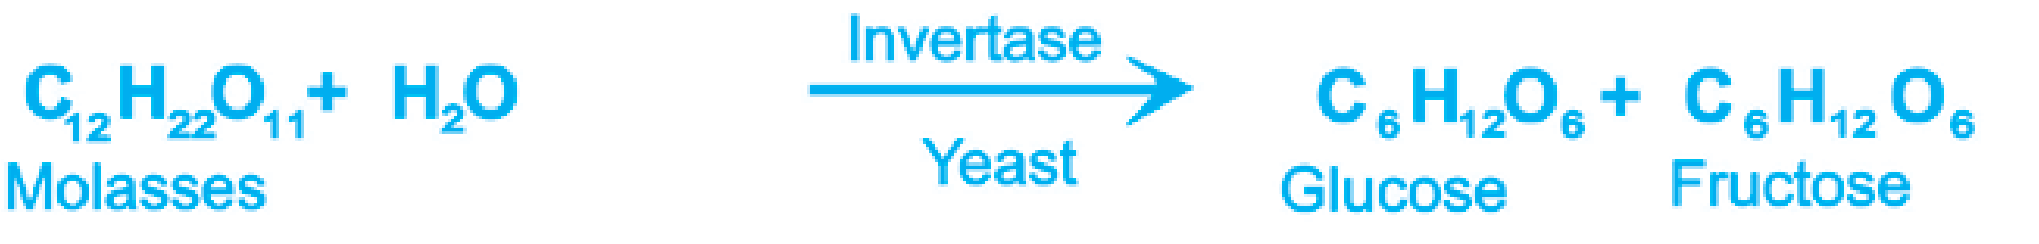 Invertase
C₁₂H₂₂O₁₁ + H₂O C₆H₁₂O₆ + C₆H₁₂O₆
Yeast
Molasses Glucose Fructose